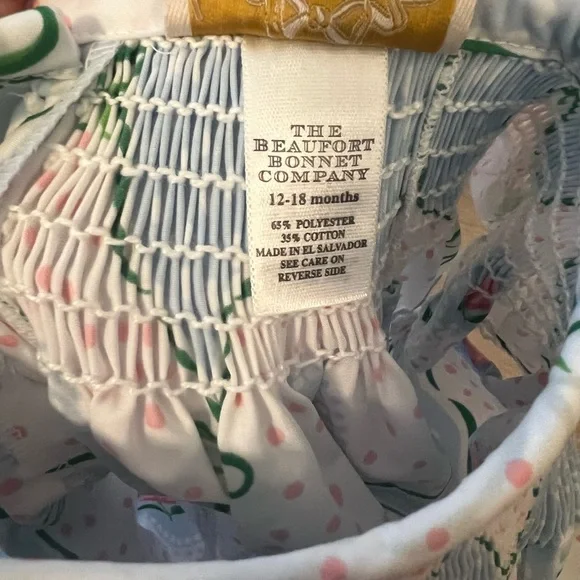 THE
BEAUFORT
BONNET
COMPANY
12-18 months
65% POLYESTER
35% COTTON
MADE IN EL SALVADOR
SEE CARE ON
REVERSE SIDE